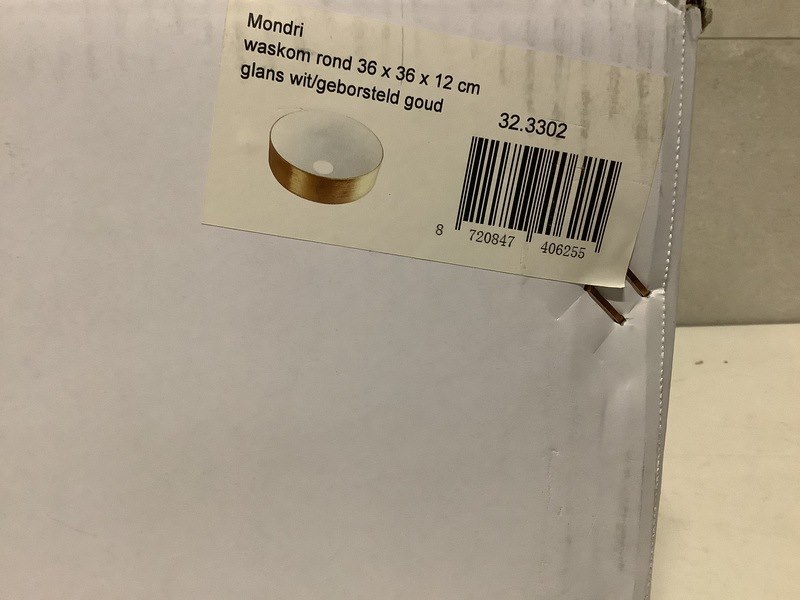 Mondri
waskom rond 36 x 36 x 12 cm
glans wit/geborsteld goud
32.3302
8 720847 406255